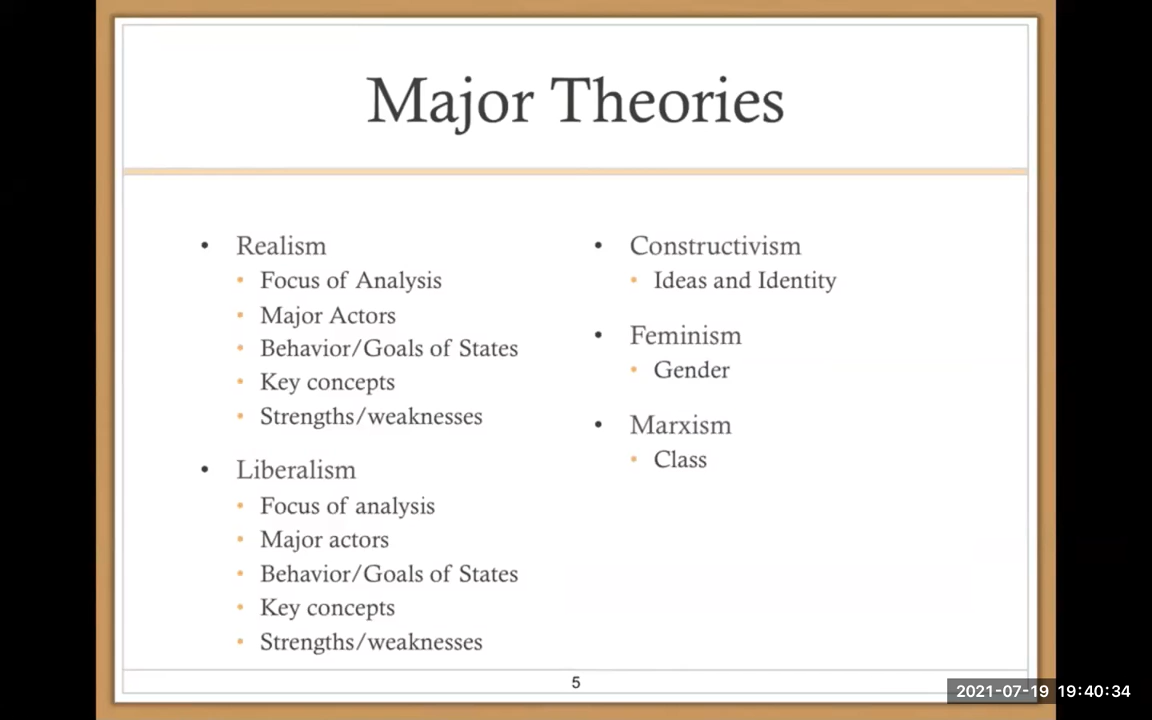 Major Theories
• Realism
• Focus of Analysis
• Major Actors
• Behavior/Goals of States
• Key concepts
• Strengths/weaknesses
• Liberalism
• Focus of analysis
• Major actors
• Behavior/Goals of States
• Key concepts
• Strengths/weaknesses
• Constructivism
• Ideas and Identity
• Feminism
• Gender
• Marxism
• Class
5
2021-07-19 19:40:34